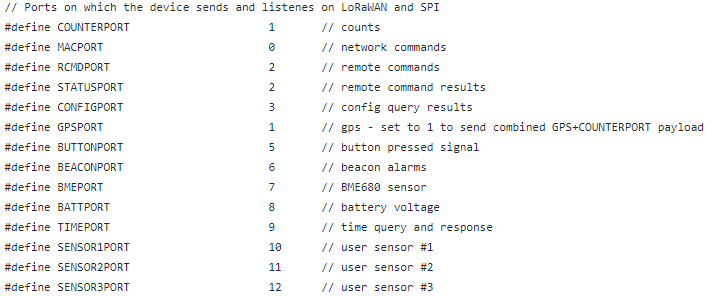 // Ports on which the device sends and listenes on LoRaWAN and SPI
#define COUNTERPORT 1 // counts
#define MACPORT 0 // network commands
#define RCMDPORT 2 // remote commands
#define STATUSPORT 2 // remote command results
#define CONFIGPORT 3 // config query results
#define GPSPORT 1 // gps - set to 1 to send combined GPS+COUNTERPORT payload
#define BUTTONPORT 5 // button pressed signal
#define BEACONPORT 6 // beacon alarms
#define BMEPORT 7 // BME680 sensor
#define BATTPORT 8 // battery voltage
#define TIMEPORT 9 // time query and response
#define SENSOR1PORT 10 // user sensor #1
#define SENSOR2PORT 11 // user sensor #2
#define SENSOR3PORT 12 // user sensor #3